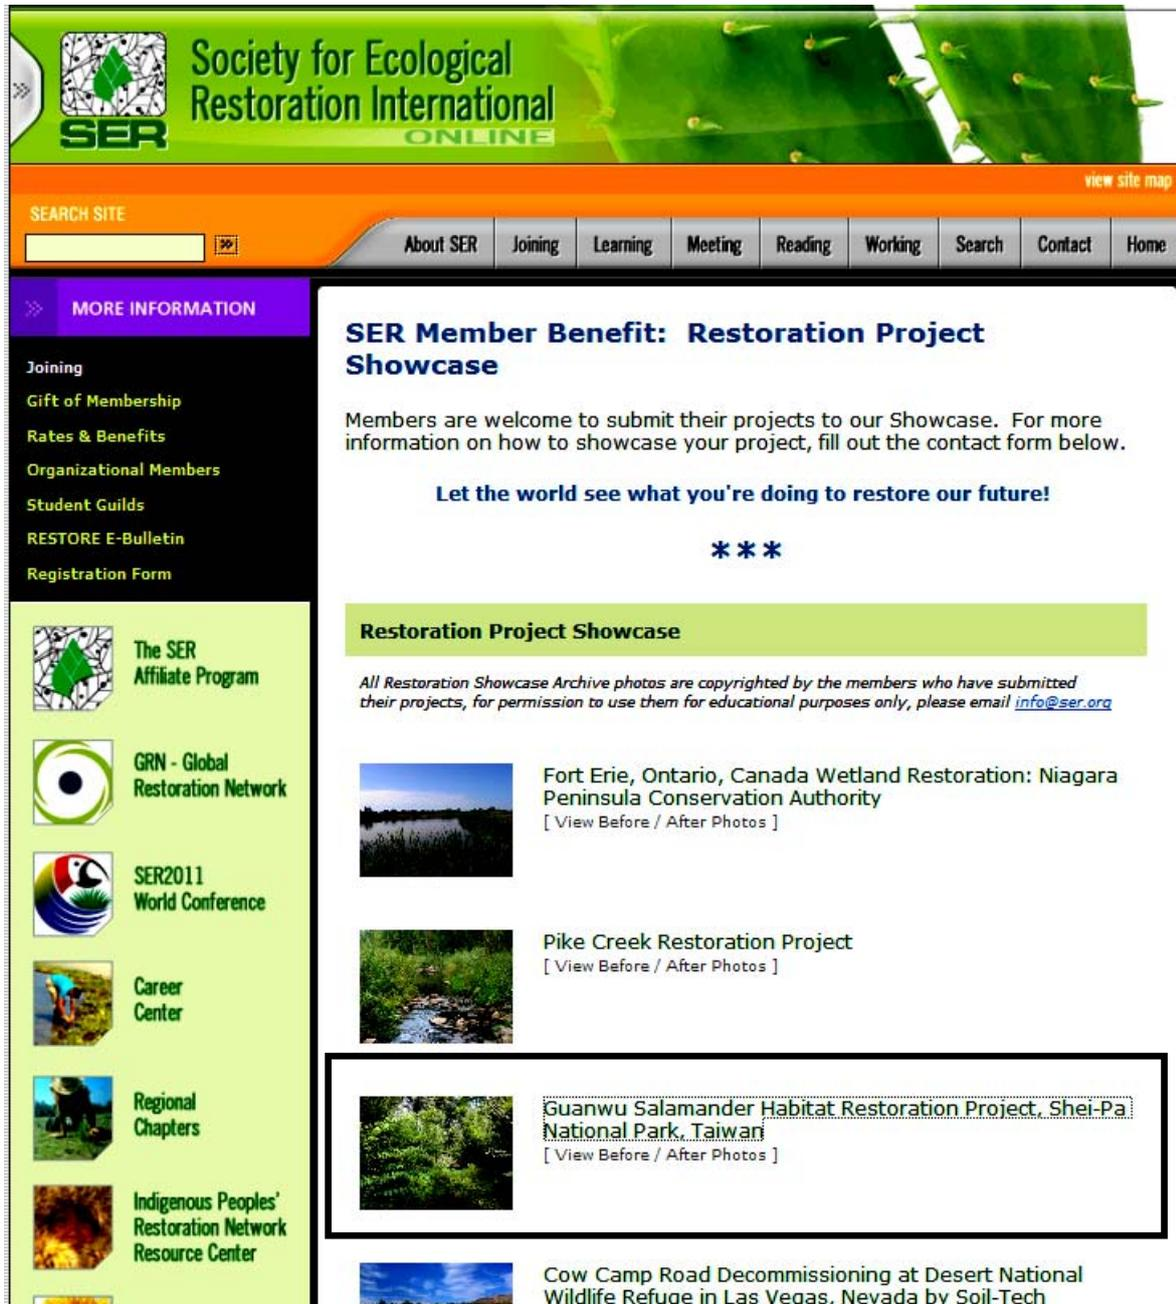 Society for Ecological
Restoration International
ONLINE
SER
view site map
SEARCH SITE
About SER Joining Learning Meeting Reading Working Search Contact Home
MORE INFORMATION
Joining
Gift of Membership
Rates & Benefits
Organizational Members
Student Guilds
RESTORE E-Bulletin
Registration Form
The SER
Affiliate Program
GRN - Global
Restoration Network
SER2011
World Conference
Career
Center
Regional
Chapters
Indigenous Peoples'
Restoration Network
Resource Center
SER Member Benefit: Restoration Project
Showcase
Members are welcome to submit their projects to our Showcase. For more
information on how to showcase your project, fill out the contact form below.
Let the world see what you're doing to restore our future!
***
Restoration Project Showcase
All Restoration Showcase Archive photos are copyrighted by the members who have submitted
their projects, for permission to use them for educational purposes only, please email info@ser.org
Fort Erie, Ontario, Canada Wetland Restoration: Niagara
Peninsula Conservation Authority
[ View Before / After Photos ]
Pike Creek Restoration Project
[ View Before / After Photos ]
Guanwu Salamander Habitat Restoration Project, Shei-Pa
National Park, Taiwan
[ View Before / After Photos ]
Cow Camp Road Decommissioning at Desert National
Wildlife Refuge in Las Vegas, Nevada by Soil-Tech